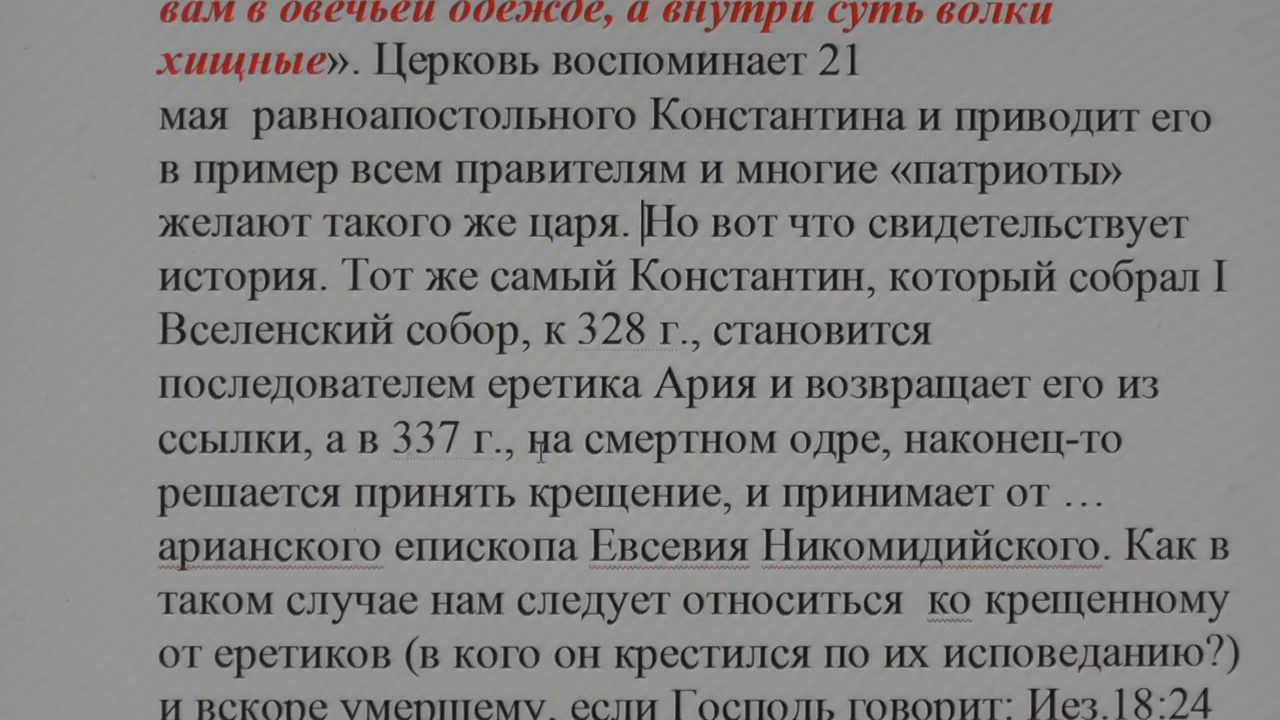 вам в овечьей одежде, а внутри суть волки
хищные». Церковь воспоминает 21
мая равноапостольного Константина и приводит его
в пример всем правителям и многие «патриоты»
желают такого же царя. Но вот что свидетельствует
история. Тот же самый Константин, который собрал I
Вселенский собор, к 328 г., становится
последователем еретика Ария и возвращает его из
ссылки, а в 337 г., на смертном одре, наконец-то
решается принять крещение, и принимает от …
арианского епископа Евсевия Никомидийского. Как в
таком случае нам следует относиться ко крещенному
от еретиков (в кого он крестился по их исповеданию?)
и вскоре умершему, если Господь говорит: Иез.18:24